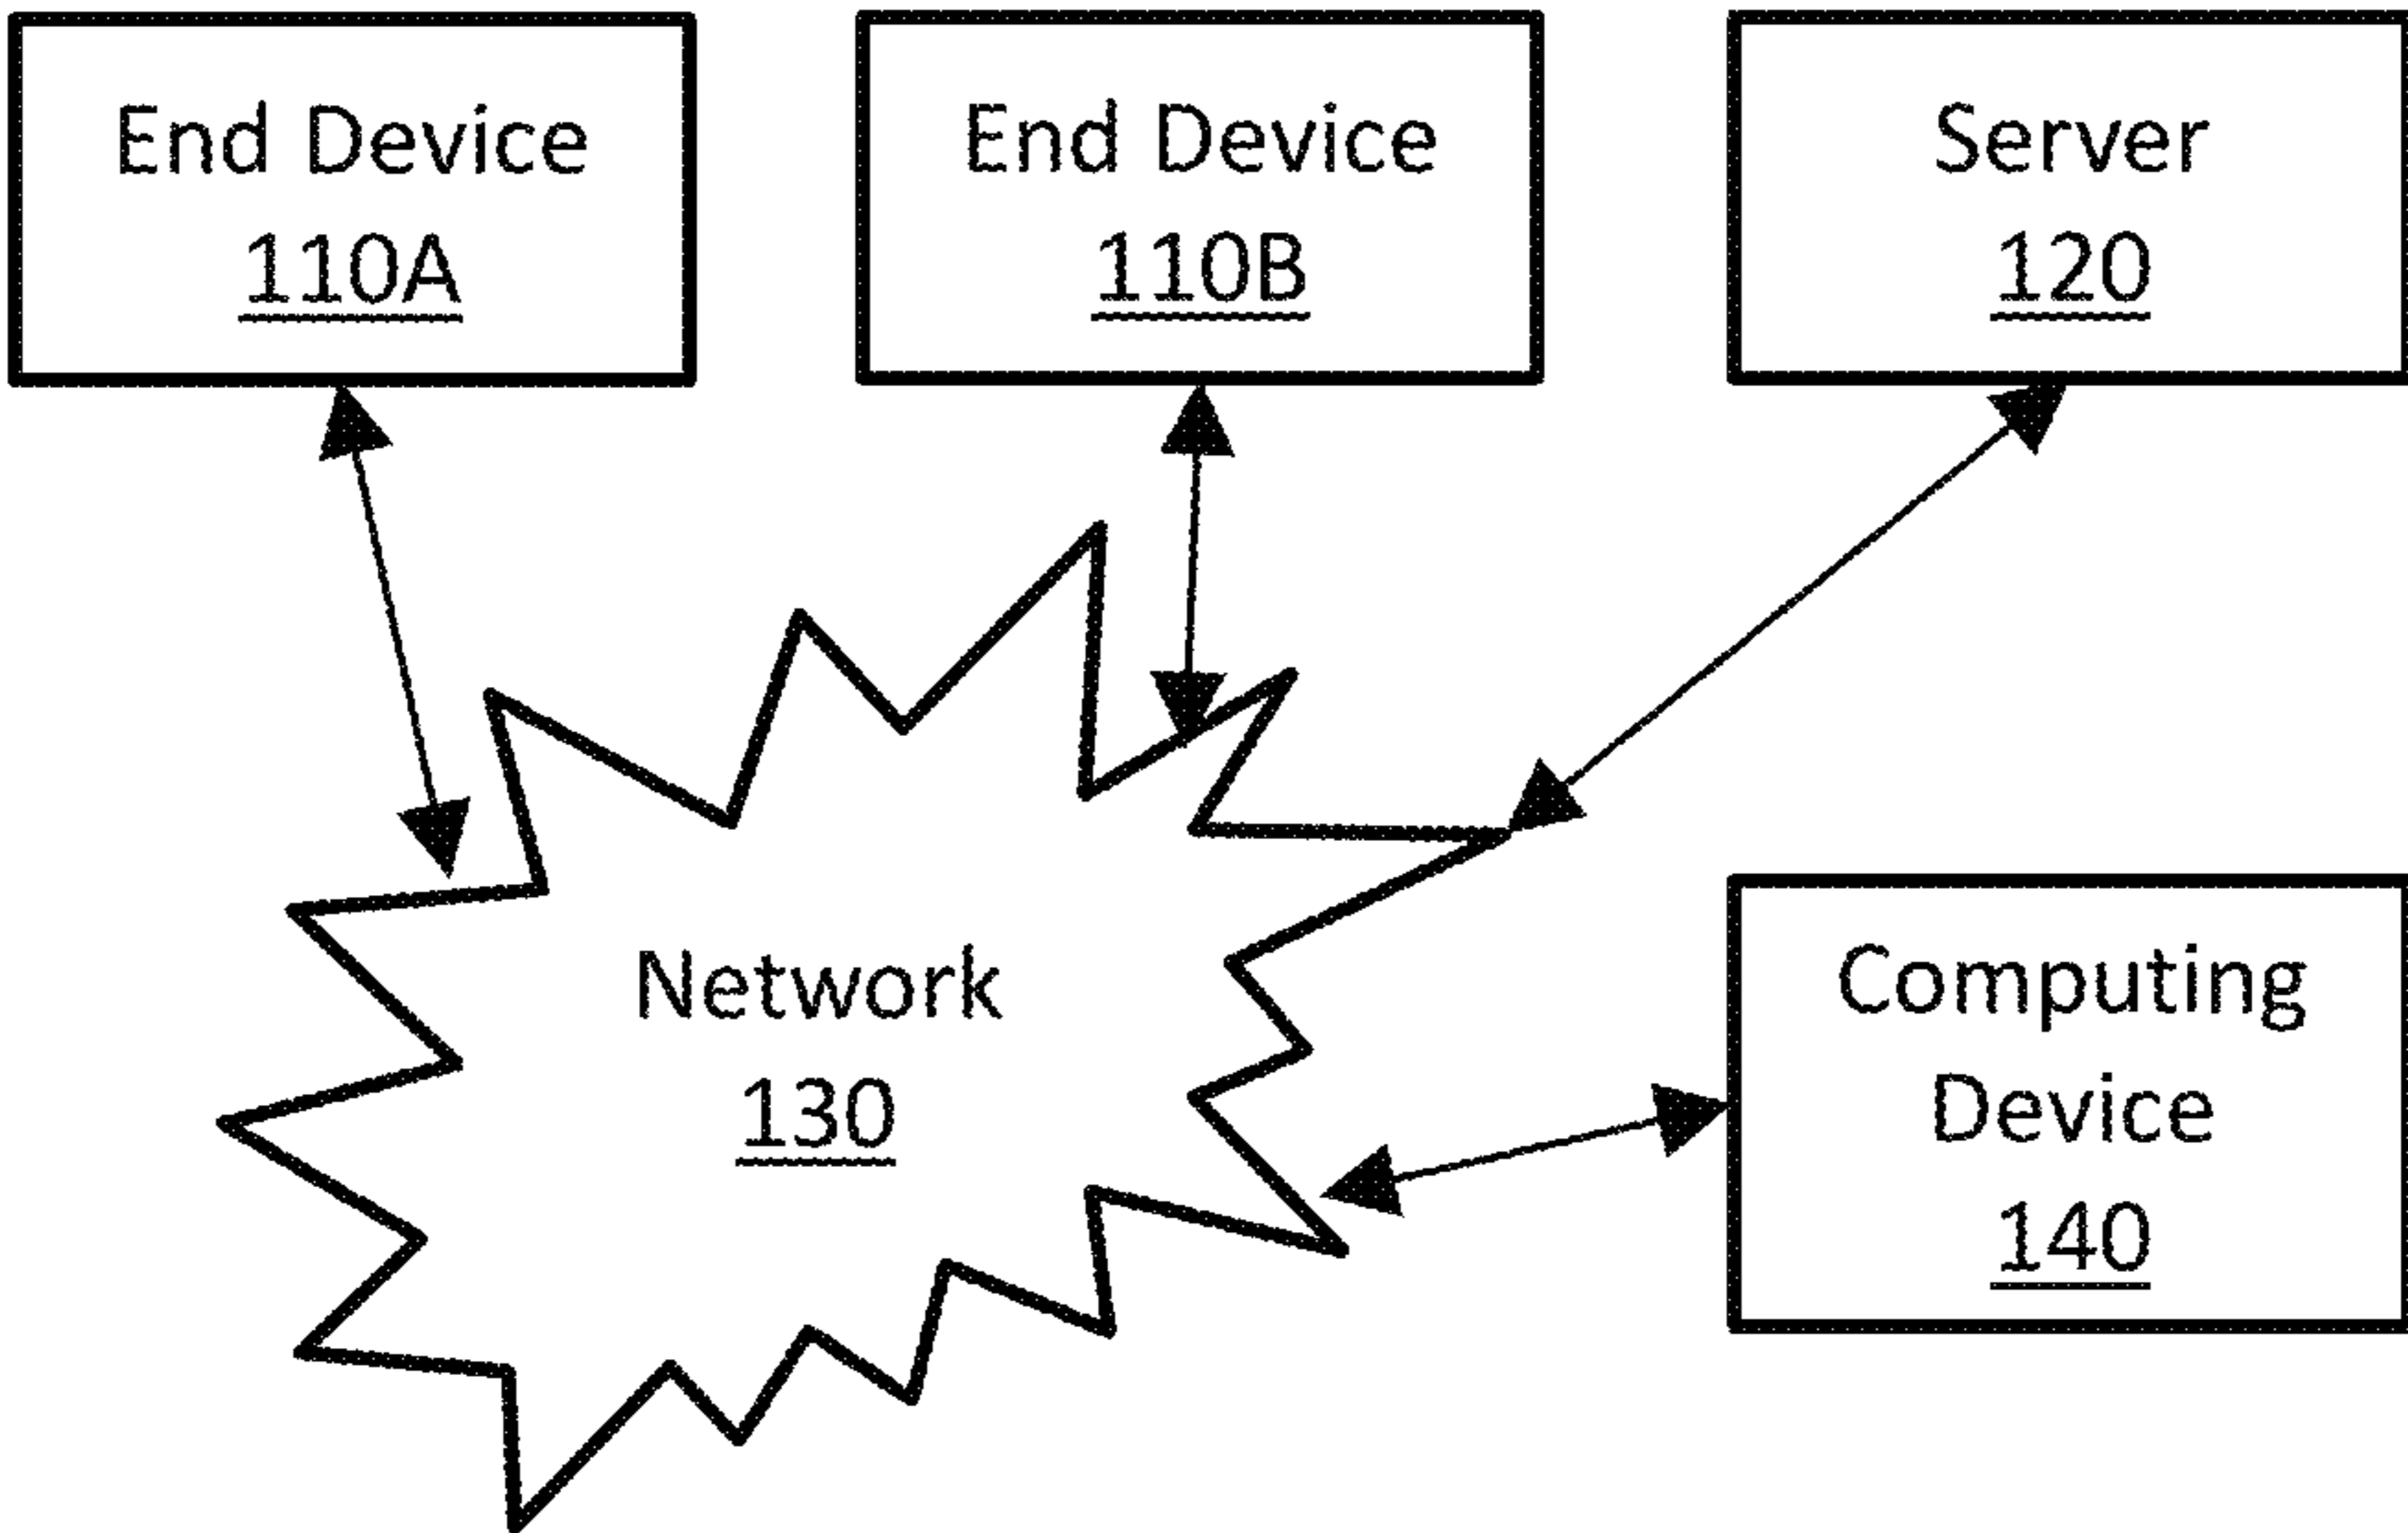 End Device
110A
End Device
110B
Server
120
Network
130
Computing
Device
140